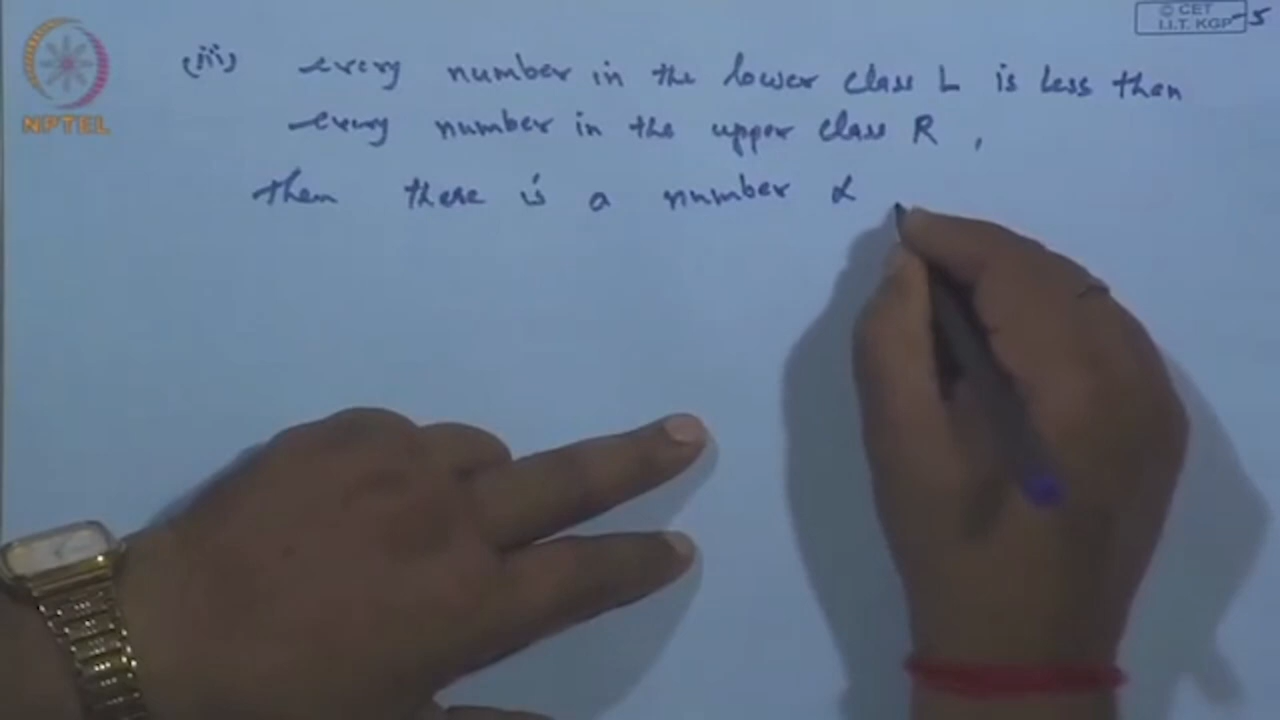 © CET
I.I.T. KGP -5
NPTEL
(iii) every number in the lower class L is less than
every number in the upper class R,
then there is a number α